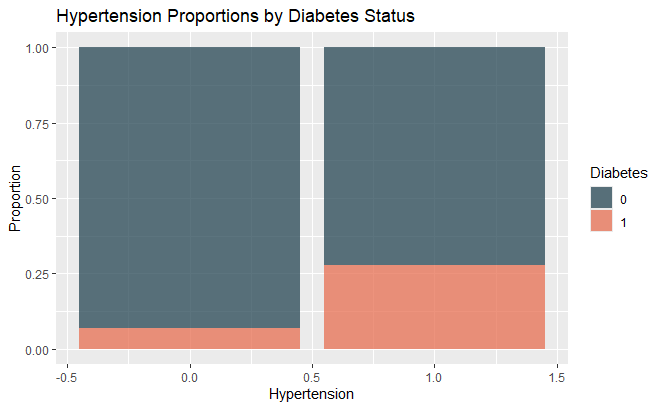 Hypertension Proportions by Diabetes Status
1.00
0.75
0.50
0.25
0.00
Proportion
-0.5 0.0 0.5 1.0 1.5
Hypertension
Diabetes
0
1